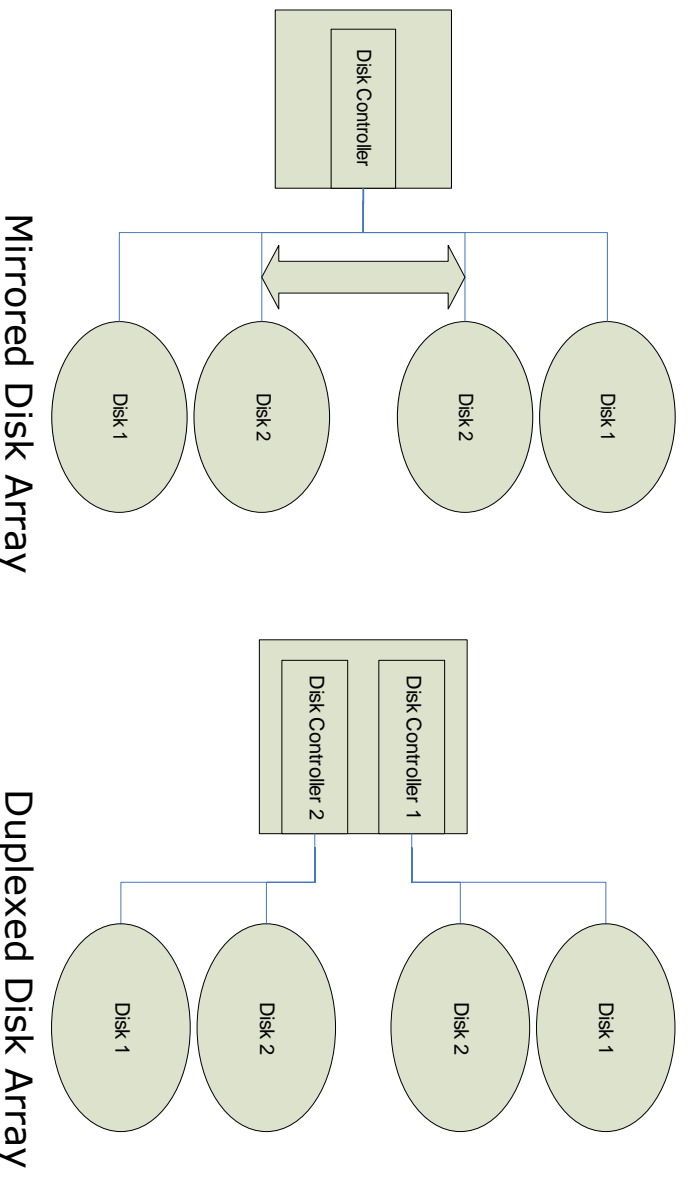 Disk Controller
Disk 1
Disk 2
Disk 2
Disk 1
Mirrored Disk Array
Disk Controller 1
Disk Controller 2
Disk 1
Disk 2
Disk 2
Disk 1
Duplexed Disk Array